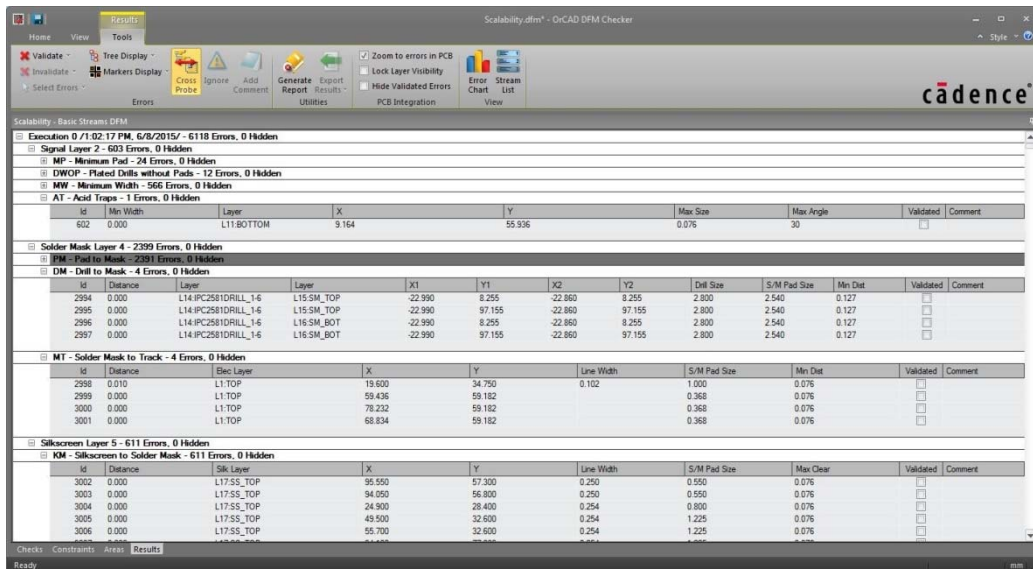 Results
Scalability.dfm* - OrCAD DFM Checker
Home View Tools
Style
Validate
Invalidate
Select Errors
Tree Display
Markers Display
Cross Probe
Ignore
Add Comment
Errors
Generate Report
Export Results
Utilities
Zoom to errors in PCB
Lock Layer Visibility
Hide Validated Errors
PCB Integration
Error Chart
Stream List
View
cādence®
Scalability - Basic Streams DFM
Execution 0 /1:02:17 PM, 6/8/2015/ - 6118 Errors, 0 Hidden
Signal Layer 2 - 603 Errors, 0 Hidden
MP - Minimum Pad - 24 Errors, 0 Hidden
DWOP - Plated Drills without Pads - 12 Errors, 0 Hidden
MW - Minimum Width - 566 Errors, 0 Hidden
AT - Acid Traps - 1 Errors, 0 Hidden
Id Min Width Layer X Y Max Size Max Angle Validated Comment
602 0.000 L11:BOTTOM 9.164 55.936 0.076 30
Solder Mask Layer 4 - 2399 Errors, 0 Hidden
PM - Pad to Mask - 2391 Errors, 0 Hidden
DM - Drill to Mask - 4 Errors, 0 Hidden
Id Distance Layer Layer X1 Y1 X2 Y2 Drill Size S/M Pad Size Min Dist Validated Comment
2994 0.000 L14:IPC2581DRILL_1-6 L15:SM_TOP -22.990 8.255 -22.860 8.255 2.800 2.540 0.127
2995 0.000 L14:IPC2581DRILL_1-6 L15:SM_TOP -22.990 97.155 -22.860 97.155 2.800 2.540 0.127
2996 0.000 L14:IPC2581DRILL_1-6 L16:SM_BOT -22.990 8.255 -22.860 8.255 2.800 2.540 0.127
2997 0.000 L14:IPC2581DRILL_1-6 L16:SM_BOT -22.990 97.155 -22.860 97.155 2.800 2.540 0.127
MT - Solder Mask to Track - 4 Errors, 0 Hidden
Id Distance Elec Layer X Y Line Width S/M Pad Size Min Dist Validated Comment
2998 0.010 L1:TOP 19.600 34.750 0.102 1.000 0.076
2999 0.000 L1:TOP 59.436 59.182 0.368 0.076
3000 0.000 L1:TOP 78.232 59.182 0.368 0.076
3001 0.000 L1:TOP 68.834 59.182 0.368 0.076
Silkscreen Layer 5 - 611 Errors, 0 Hidden
KM - Silkscreen to Solder Mask - 611 Errors, 0 Hidden
Id Distance Silk Layer X Y Line Width S/M Pad Size Max Clear Validated Comment
3002 0.000 L17:SS_TOP 95.550 57.300 0.250 0.550 0.076
3003 0.000 L17:SS_TOP 94.050 56.800 0.250 0.550 0.076
3004 0.000 L17:SS_TOP 24.900 28.400 0.254 0.800 0.076
3005 0.000 L17:SS_TOP 49.500 32.600 0.254 1.225 0.076
3006 0.000 L17:SS_TOP 55.700 32.600 0.254 1.225 0.076
Checks Constraints Areas Results
Ready mm